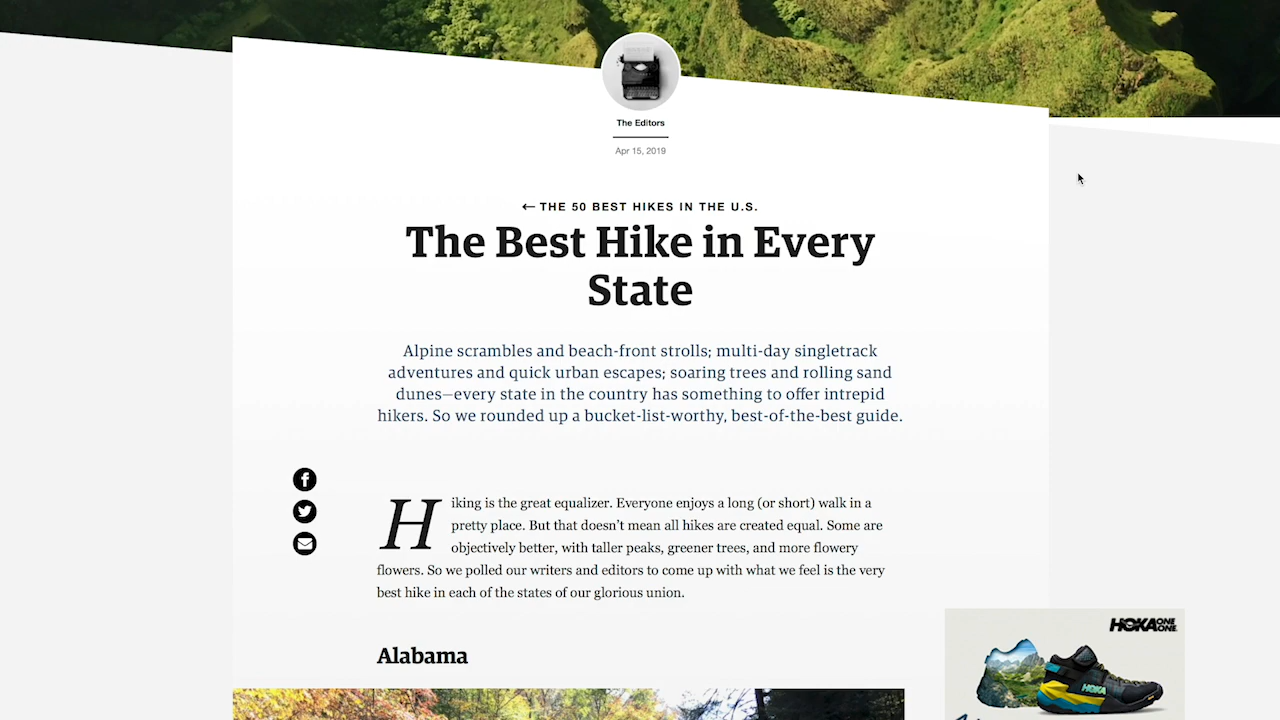 The Editors
Apr 15, 2019
← THE 50 BEST HIKES IN THE U.S.
The Best Hike in Every
State
Alpine scrambles and beach-front strolls; multi-day singletrack
adventures and quick urban escapes; soaring trees and rolling sand
dunes—every state in the country has something to offer intrepid
hikers. So we rounded up a bucket-list-worthy, best-of-the-best guide.
Hiking is the great equalizer. Everyone enjoys a long (or short) walk in a
pretty place. But that doesn’t mean all hikes are created equal. Some are
objectively better, with taller peaks, greener trees, and more flowery
flowers. So we polled our writers and editors to come up with what we feel is the very
best hike in each of the states of our glorious union.
Alabama
HOKA ONE ONE
HOKA